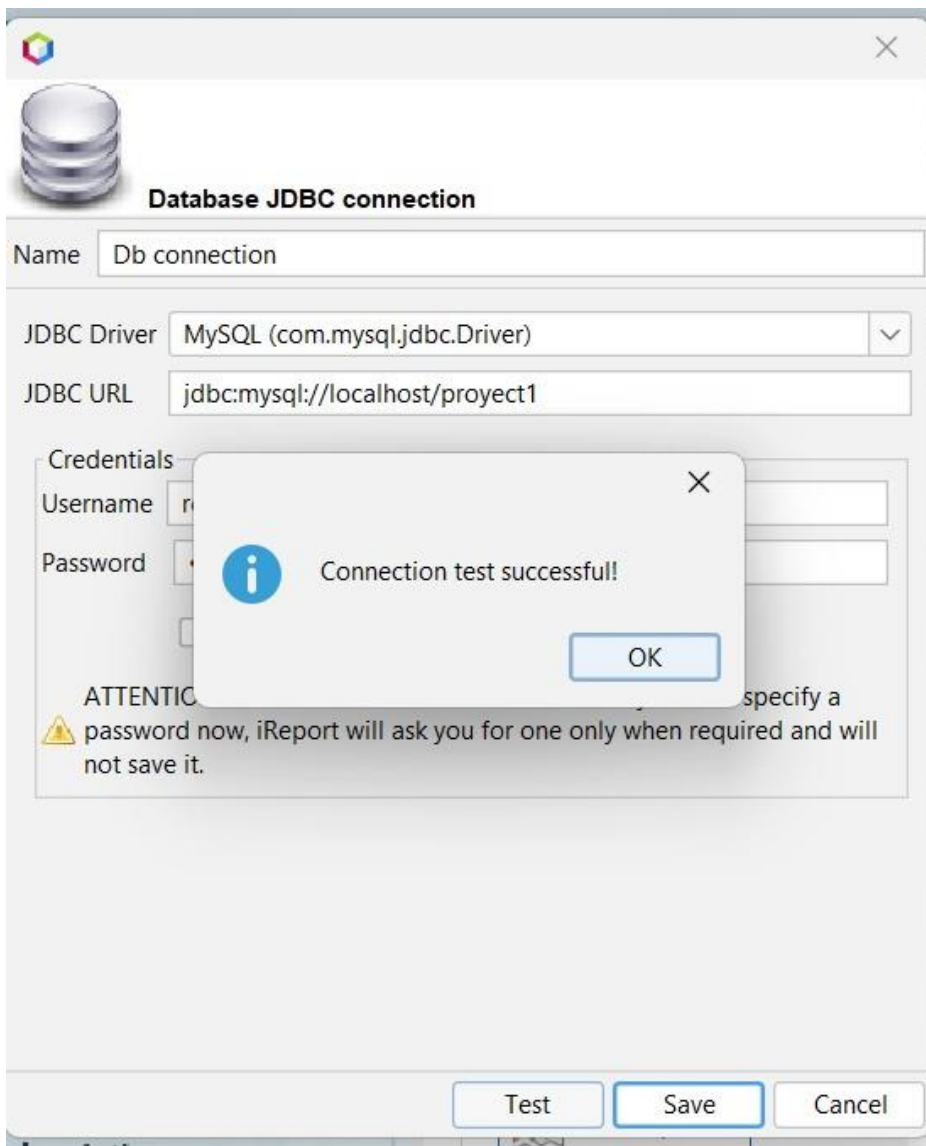 Database JDBC connection
Name Db connection
JDBC Driver MySQL (com.mysql.jdbc.Driver)
JDBC URL jdbc:mysql://localhost/proyect1
Credentials
Username
Password
Connection test successful!
OK
specify a
password now, iReport will ask you for one only when required and will
not save it.
Test Save Cancel